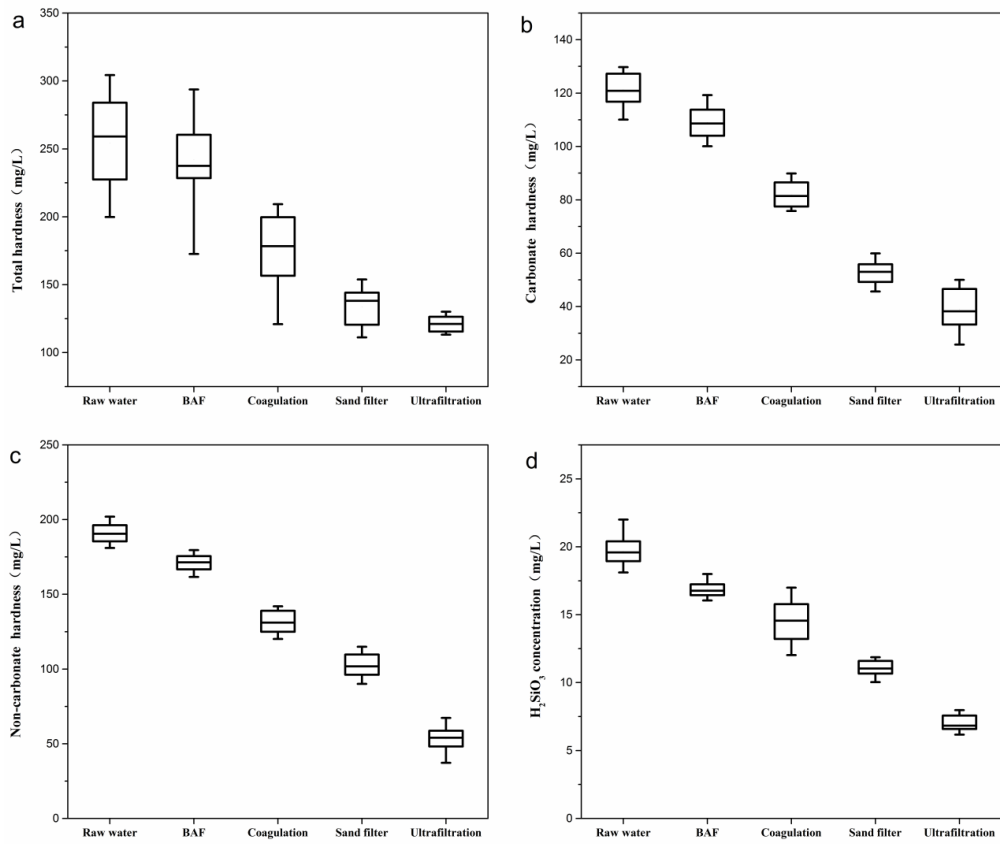 a
350
300
250
200
150
100
Total hardness（mg/L）
Raw water BAF Coagulation Sand filter Ultrafiltration
b
140
120
100
80
60
40
20
Carbonate hardness（mg/L）
Raw water BAF Coagulation Sand filter Ultrafiltration
c
250
200
150
100
50
0
Non-carbonate hardness（mg/L）
Raw water BAF Coagulation Sand filter Ultrafiltration
d
25
20
15
10
5
0
H₂SiO₃ concentration（mg/L）
Raw water BAF Coagulation Sand filter Ultrafiltration